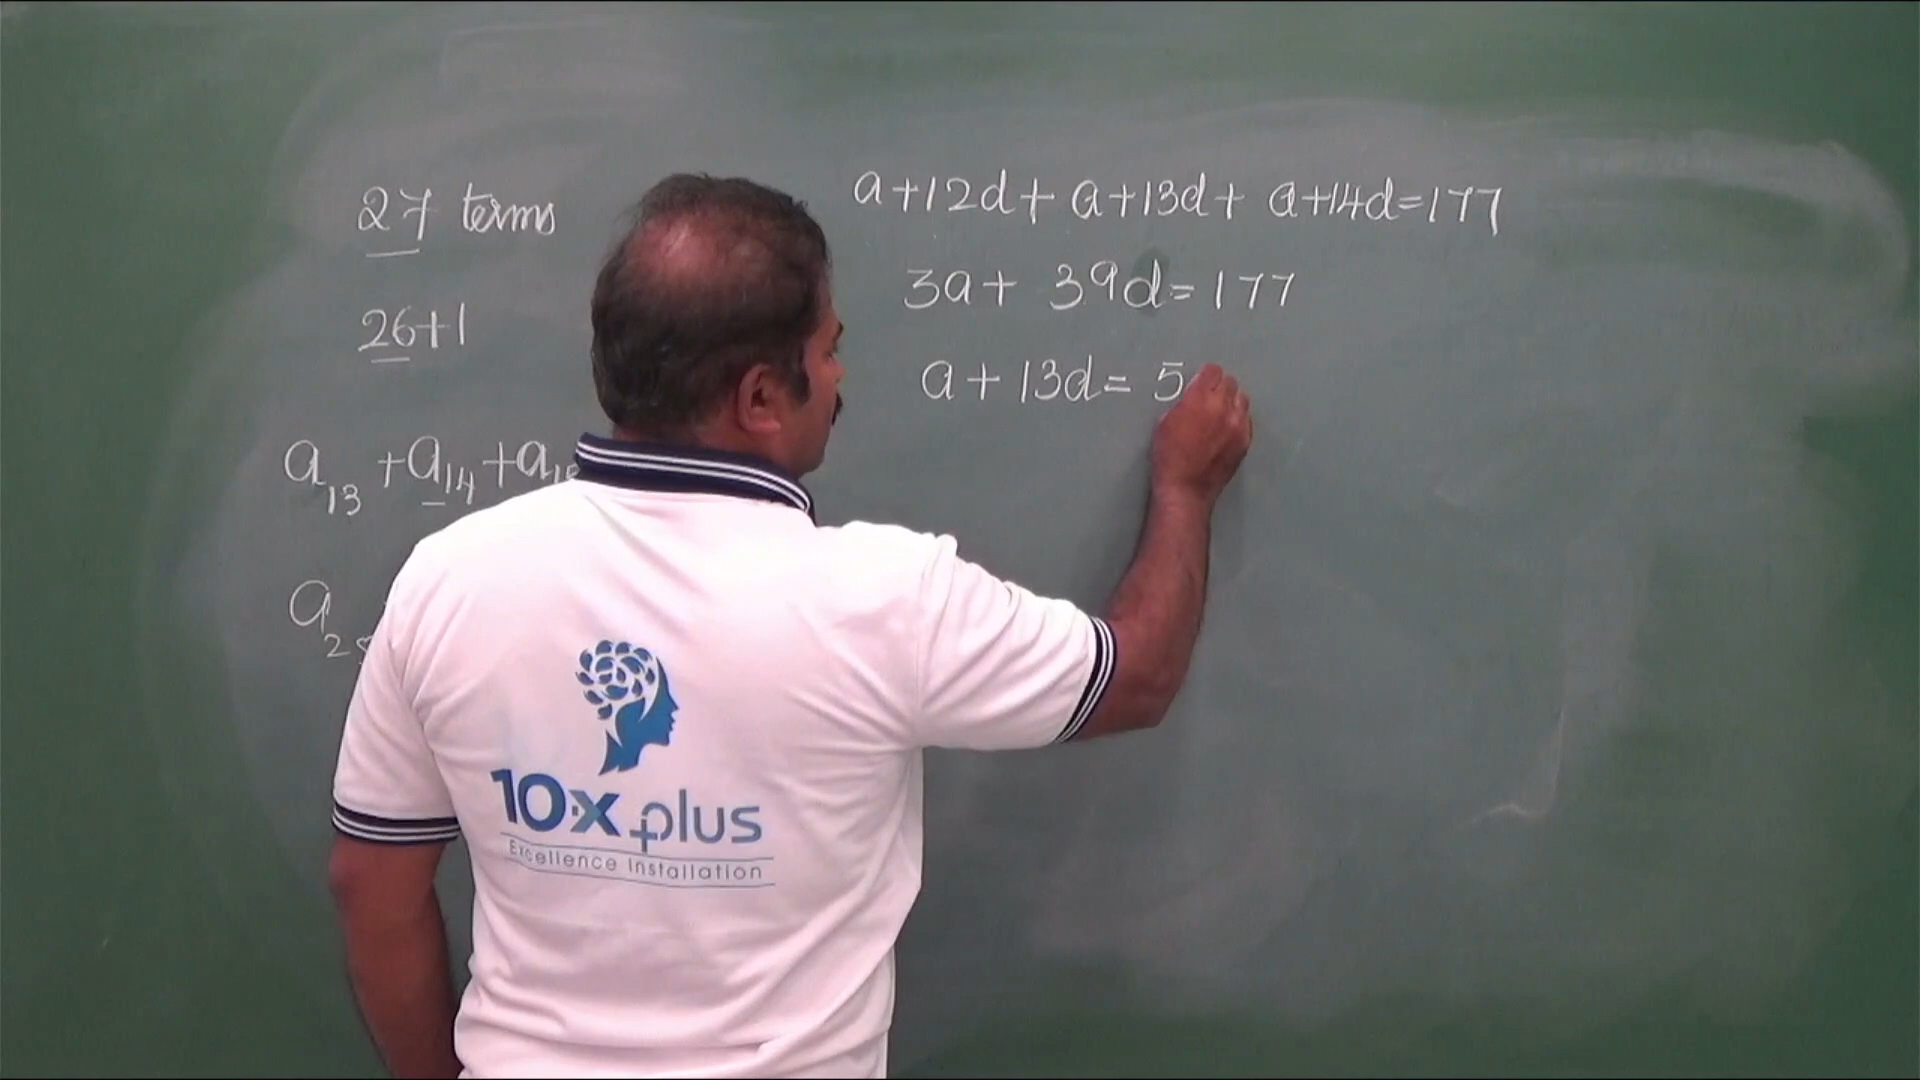 27 terms
26+1
a13 +a14 +a1
a2
a+12d+ a+13d+ a+14d=177
3a+ 39d= 177
a+13d= 5
10x plus
Excellence Installation